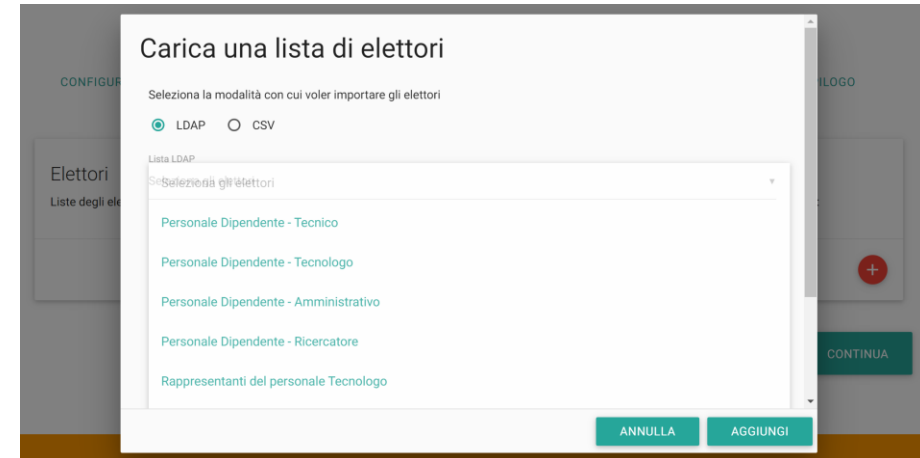 Carica una lista di elettori
CONFIGUR
ILOGO
Seleziona la modalità con cui voler importare gli elettori
LDAP CSV
Lista LDAP
Elettori
Seleziona gli elettori
Liste degli ele
Personale Dipendente - Tecnico
Personale Dipendente - Tecnologo
Personale Dipendente - Amministrativo
Personale Dipendente - Ricercatore
CONTINUA
Rappresentanti del personale Tecnologo
ANNULLA AGGIUNGI